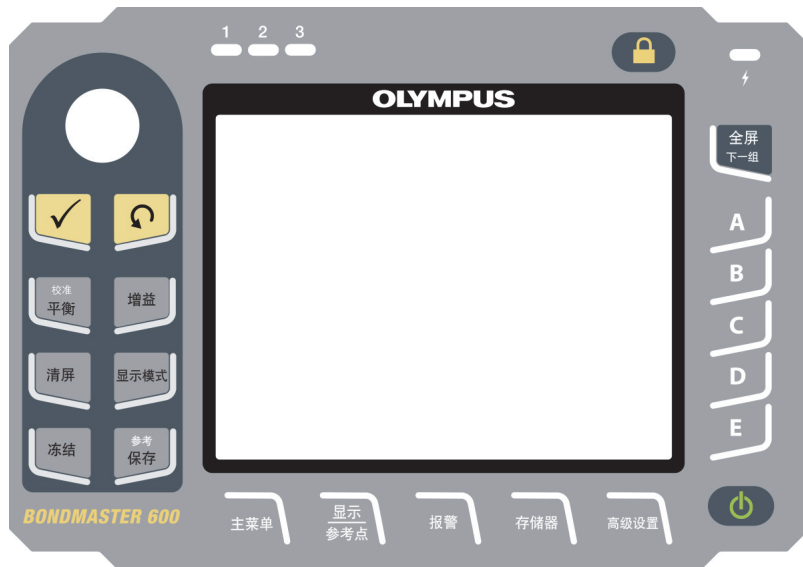 1 2 3
OLYMPUS
全屏
下一组
A
B
C
D
E
校准
平衡
增益
清屏
显示模式
冻结
参考
保存
BONDMASTER 600
主菜单
显示
参考点
报警
存储器
高级设置